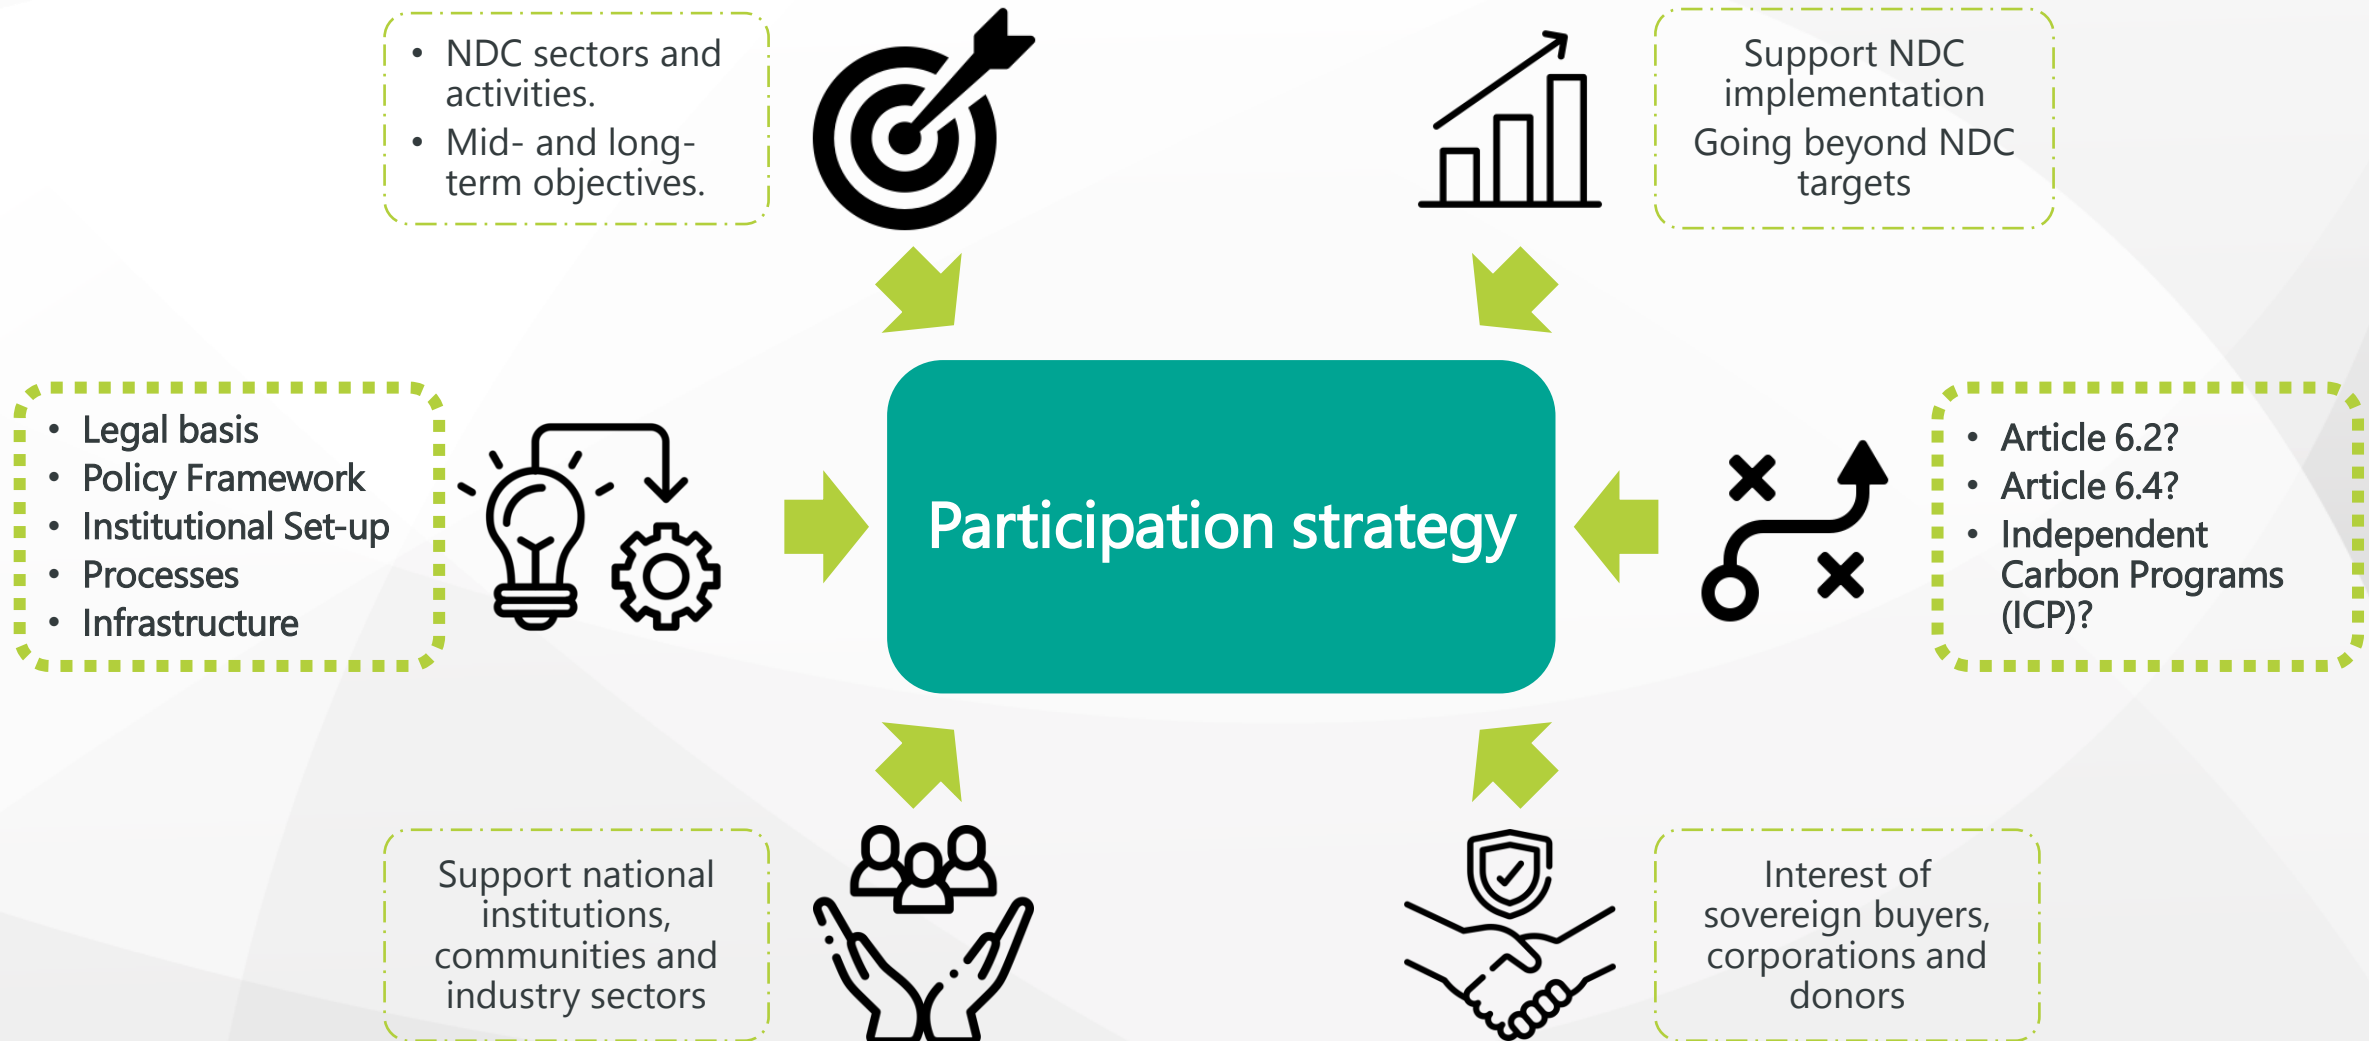 • NDC sectors and
activities.
• Mid- and long-
term objectives.
Support NDC
implementation
Going beyond NDC
targets
• Legal basis
• Policy Framework
• Institutional Set-up
• Processes
• Infrastructure
Participation strategy
• Article 6.2?
• Article 6.4?
• Independent
Carbon Programs
(ICP)?
Support national
institutions,
communities and
industry sectors
Interest of
sovereign buyers,
corporations and
donors